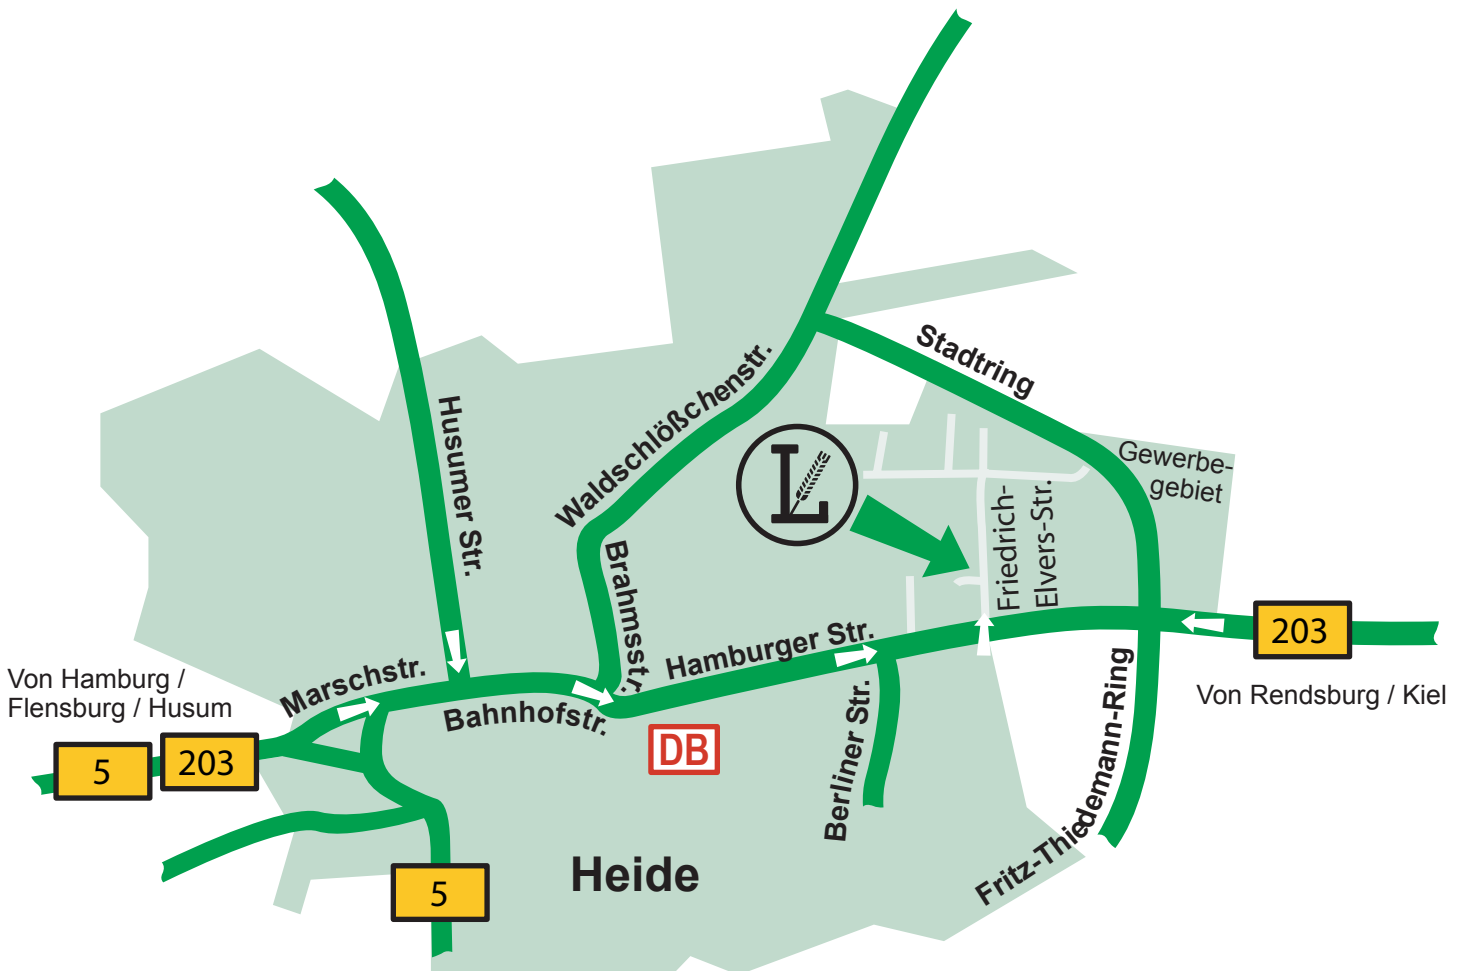 Stadtring
Waldschlößchenstr.
Husumer Str.
Gewerbe-
gebiet
L
Friedrich-
Elvers-Str.
Brahmsstr.
Hamburger Str.
203
Marschstr.
Bahnhofstr.
Von Hamburg /
Flensburg / Husum
Von Rendsburg / Kiel
5
203
DB
Berliner Str.
Fritz-Thiedemann-Ring
Heide
5